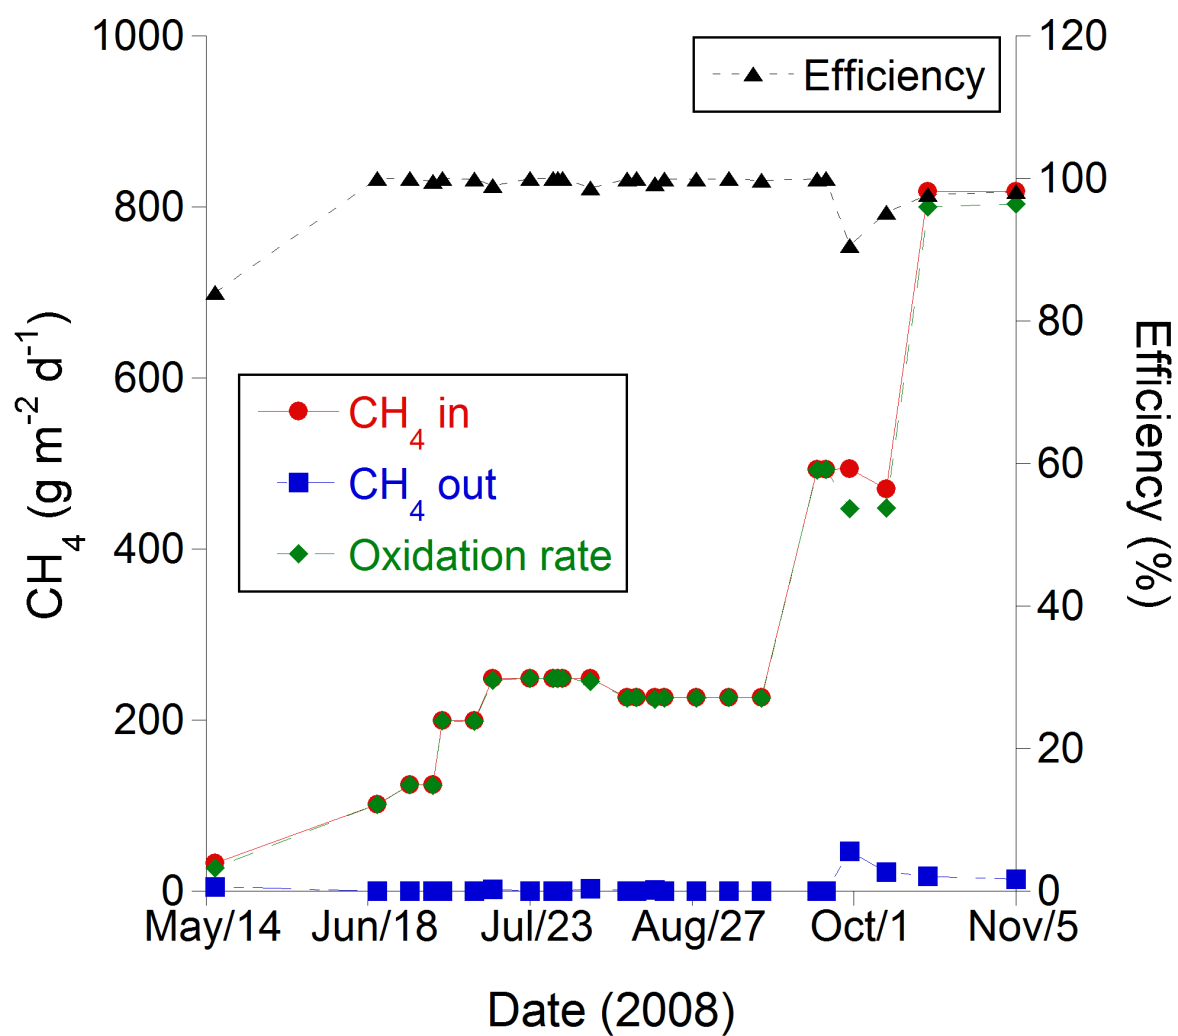 1000
800
600
400
200
0
CH₄ (g m⁻² d⁻¹)
120
100
80
60
40
20
0
Efficiency (%)
Efficiency
CH₄ in
CH₄ out
Oxidation rate
May/14 Jun/18 Jul/23 Aug/27 Oct/1 Nov/5
Date (2008)